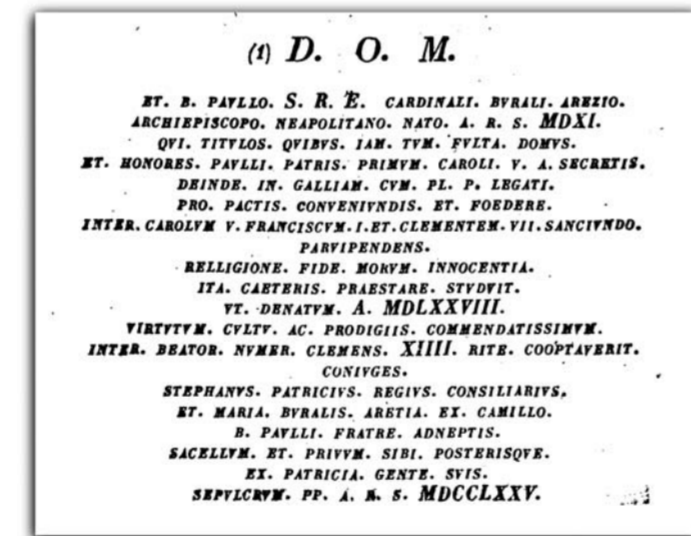 (1) D. O. M.
ET. B. PAVLLO. S. R. E. CARDINALI. BVRALI. AREZIO.
ARCHIEPISCOPO. NEAPOLITANO. NATO. A. R. S. MDXI.
QVI. TITVLOS. QVIBVS. IAM. TVM. FVLTA. DOMVS.
ET. HONORES. PAVLLI. PATRIS. PRIMVM. CAROLI. V. A. SECRETIS.
DEINDE. IN. GALLIAM. CVM. PL. P. LEGATI.
PRO. PACTIS. CONVENIVNDIS. ET. FOEDERE.
INTER. CAROLVM V. FRANCISCVM. I. ET. CLEMENTEM. VII. SANCIVNDO.
PARVIPENDENS.
RELLIGIONE. FIDE. MORVM. INNOCENTIA.
ITA. CAETERIS. PRAESTARE. STVDVIT.
VT. DENATVM. A. MDLXXVIII.
VIRTVTVM. CVLTV. AC. PRODIGIIS. COMMENDATISSIMVM.
INTER. BEATOR. NVMER. CLEMENS. XIIII. RITE. COOPTAVERIT.
CONIVGES.
STEPHANVS. PATRICIVS. REGIVS. CONSILIARIVS.
ET. MARIA. BVRALIS. ARETIA. EX. CAMILLO.
B. PAVLLI. FRATRE. ADNEPTIS.
SACELLVM. ET. PRIVVM. SIBI. POSTERISQVE.
EX. PATRICIA. GENTE. SVIS.
SEPVLCRVM. PP. A. R. S. MDCCLXXV.